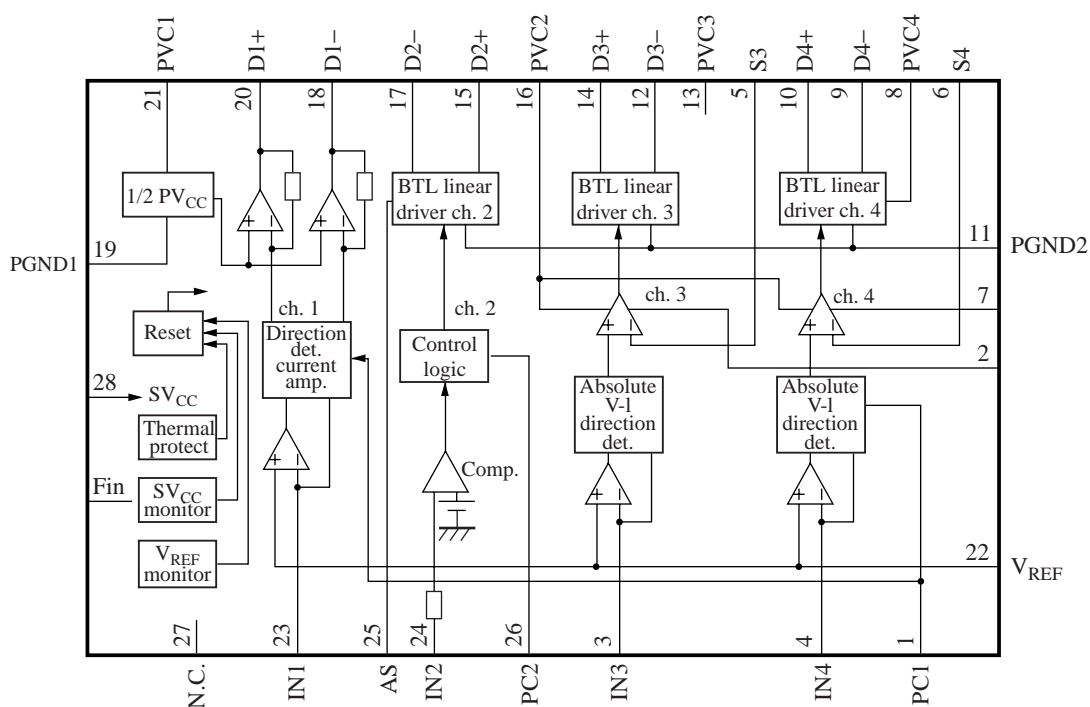 PVC1
D1+
D1−
D2−
D2+
PVC2
D3+
D3−
PVC3
S3
D4+
D4−
PVC4
S4
21
20
18
17
15
16
14
12
13
5
10
9
8
6
1/2 PVCC
BTL linear
driver ch. 2
BTL linear
driver ch. 3
BTL linear
driver ch. 4
+
−
+
−
19
PGND1
11
PGND2
ch. 1
ch. 2
ch. 3
ch. 4
7
+
−
+
−
2
Reset
Direction
det.
current
amp.
Control
logic
28
SVCC
Absolute
V-l
direction
det.
Absolute
V-l
direction
det.
Thermal
protect
+
−
Comp.
+
−
+
−
Fin
SVCC
monitor
VREF
monitor
22
VREF
27
23
25
24
26
3
4
1
N.C.
IN1
AS
IN2
PC2
IN3
IN4
PC1